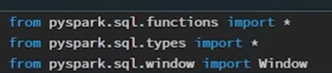 from pyspark.sql.functions import *
from pyspark.sql.types import *
from pyspark.sql.window import Window